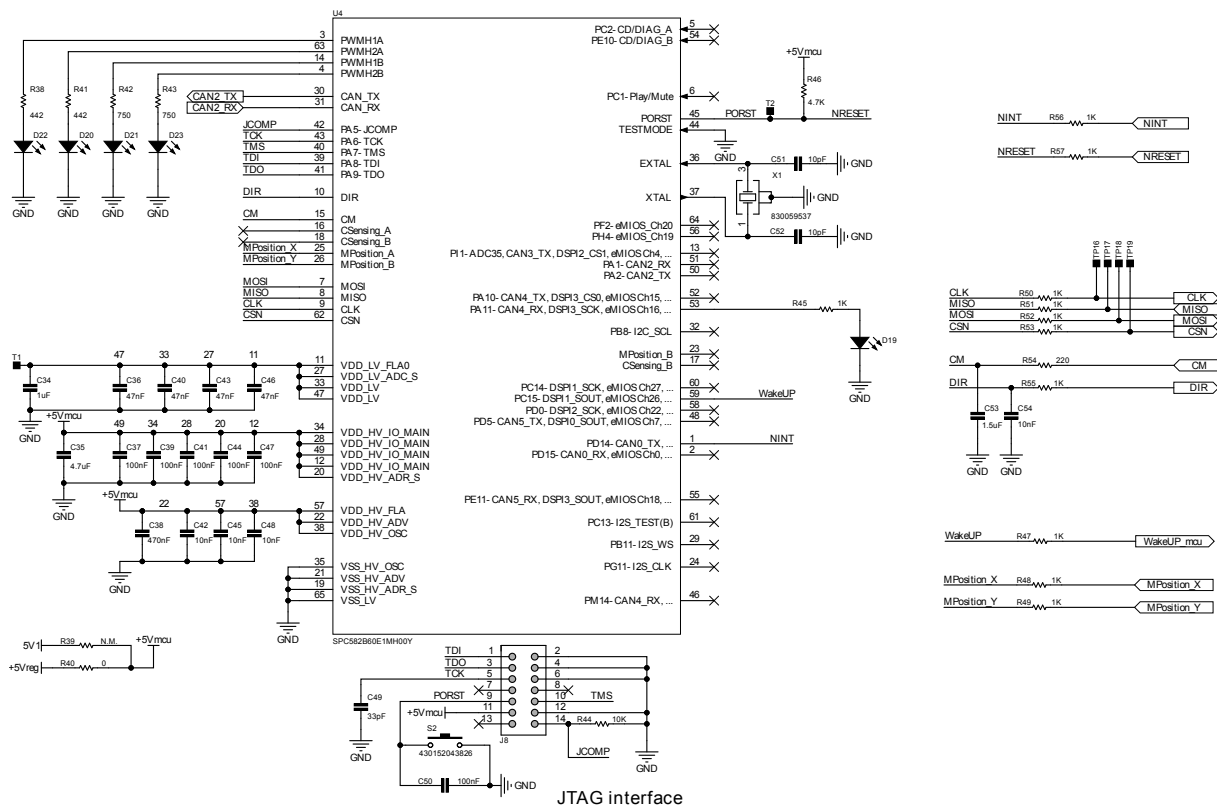 U4
3 PWMH1A
63 PWMH2A
14 PWMH1B
4 PWMH2B
R38 442 R41 442 R42 750 R43 750
D22 D20 D21 D23
GND GND GND GND
CAN2_TX 30 CAN_TX
CAN2_RX 31 CAN_RX
JCOMP 42 PA5- JCOMP
TCK 43 PA6- TCK
TMS 40 PA7- TMS
TDI 39 PA8- TDI
TDO 41 PA9- TDO
DIR 10 DIR
CM 15 CM
16 CSensing_A
18 CSensing_B
MPosition_X 25 MPosition_A
MPosition_Y 26 MPosition_B
MOSI 7 MOSI
MISO 8 MISO
CLK 9 CLK
CSN 62 CSN
T1 47 33 27 11
11 VDD_LV_FLA0
27 VDD_LV_ADC_S
33 VDD_LV
47 VDD_LV
C34 1uF C36 47nF C40 47nF C43 47nF C46 47nF
GND
+5Vmcu
49 34 28 20 12
34 VDD_HV_IO_MAIN
28 VDD_HV_IO_MAIN
49 VDD_HV_IO_MAIN
12 VDD_HV_IO_MAIN
20 VDD_HV_ADR_S
C35 4.7uF C37 100nF C39 100nF C41 100nF C44 100nF C47 100nF
GND
+5Vmcu
22 57 38
57 VDD_HV_FLA
22 VDD_HV_ADV
38 VDD_HV_OSC
C38 470nF C42 10nF C45 10nF C48 10nF
GND
35 VSS_HV_OSC
21 VSS_HV_ADV
19 VSS_HV_ADR_S
65 VSS_LV
GND
SPC582B60E1MH00Y
5V1 R39 N.M. +5Vmcu
+5Vreg R40 0
PC2- CD/DIAG_A 5
PE10- CD/DIAG_B 54
+5Vmcu
R46 4.7K
PC1- Play/Mute 6
PORST 45 PORST T2 NRESET
TESTMODE 44
GND
EXTAL 36 C51 10pF GND
3 X1 GND
XTAL 37 1 830059537
C52 10pF GND
PF2- eMIOS_Ch20 64
PH4- eMIOS_Ch19 56
PI1- ADC35, CAN3_TX, DSPI2_CS1, eMIOSCh4, ... 13
PA1- CAN2_RX 51
PA2- CAN2_TX 50
PA10- CAN4_TX, DSPI3_CS0, eMIOSCh15, ... 52
PA11- CAN4_RX, DSPI3_SCK, eMIOSCh16, ... 53
R45 1K
D19
GND
PB8- I2C_SCL 32
MPosition_B 23
CSensing_B 17
PC14- DSPI1_SCK, eMIOSCh27, ... 60
PC15- DSPI1_SOUT, eMIOSCh26, ... 59 WakeUP
PD0- DSPI2_SCK, eMIOSCh22, ... 58
PD5- CAN5_TX, DSPI0_SOUT, eMIOSCh7, ... 48
PD14- CAN0_TX, ... 1 NINT
PD15- CAN0_RX, eMIOSCh0, ... 2
PE11- CAN5_RX, DSPI3_SOUT, eMIOSCh18, ... 55
PC13- I2S_TEST(B) 61
PB11- I2S_WS 29
PG11- I2S_CLK 24
PM14- CAN4_RX, ... 46
NINT R56 1K NINT
NRESET R57 1K NRESET
TP16 TP17 TP18 TP19
CLK R50 1K CLK
MISO R51 1K MISO
MOSI R52 1K MOSI
CSN R53 1K CSN
CM R54 220 CM
DIR R55 1K DIR
C53 1.5uF C54 10nF
GND GND
WakeUP R47 1K WakeUP_mcu
MPosition_X R48 1K MPosition_X
MPosition_Y R49 1K MPosition_Y
TDI 1 2
TDO 3 4
TCK 5 6
7 8
PORST 9 10 TMS
+5Vmcu 11 12
13 14 R44 10K
J8
C49 33pF
GND
S2
430152043826
JCOMP
GND
C50 100nF GND
JTAG interface